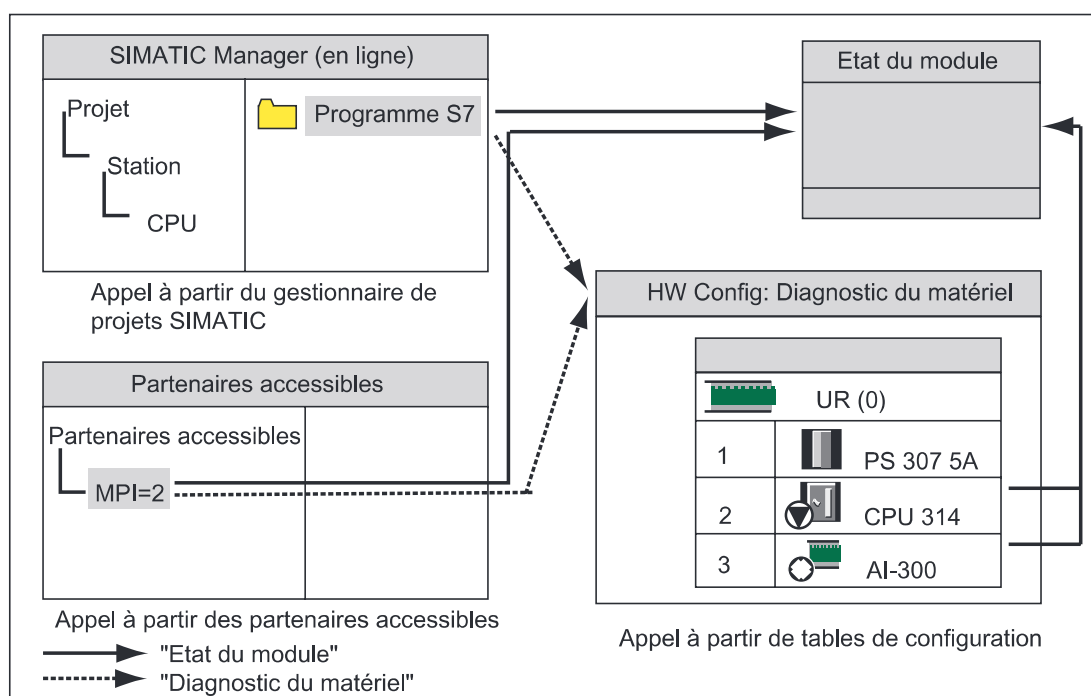 SIMATIC Manager (en ligne)
Projet
Station
CPU
Programme S7
Appel à partir du gestionnaire de
projets SIMATIC
Etat du module
Partenaires accessibles
Partenaires accessibles
MPI=2
Appel à partir des partenaires accessibles
HW Config: Diagnostic du matériel
UR (0)
1 PS 307 5A
2 CPU 314
3 AI-300
Appel à partir de tables de configuration
"Etat du module"
"Diagnostic du matériel"